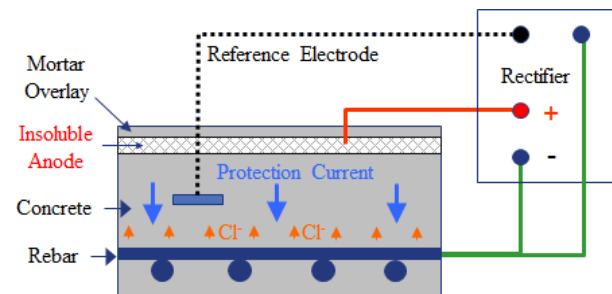 Reference Electrode
Mortar
Overlay
Insoluble
Anode
Rectifier
+
-
Protection Current
Concrete
Cl-
Cl-
Rebar